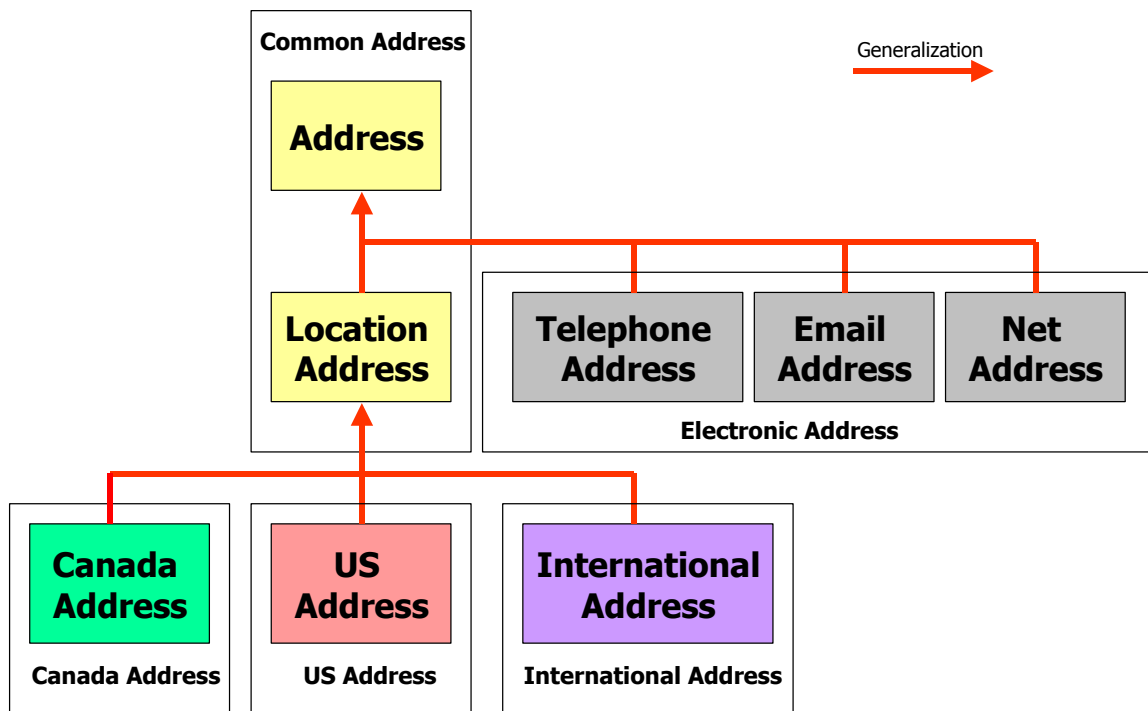 Common Address
Generalization
Address
Location
Address
Telephone
Address
Email
Address
Net
Address
Electronic Address
Canada
Address
US
Address
International
Address
Canada Address
US Address
International Address